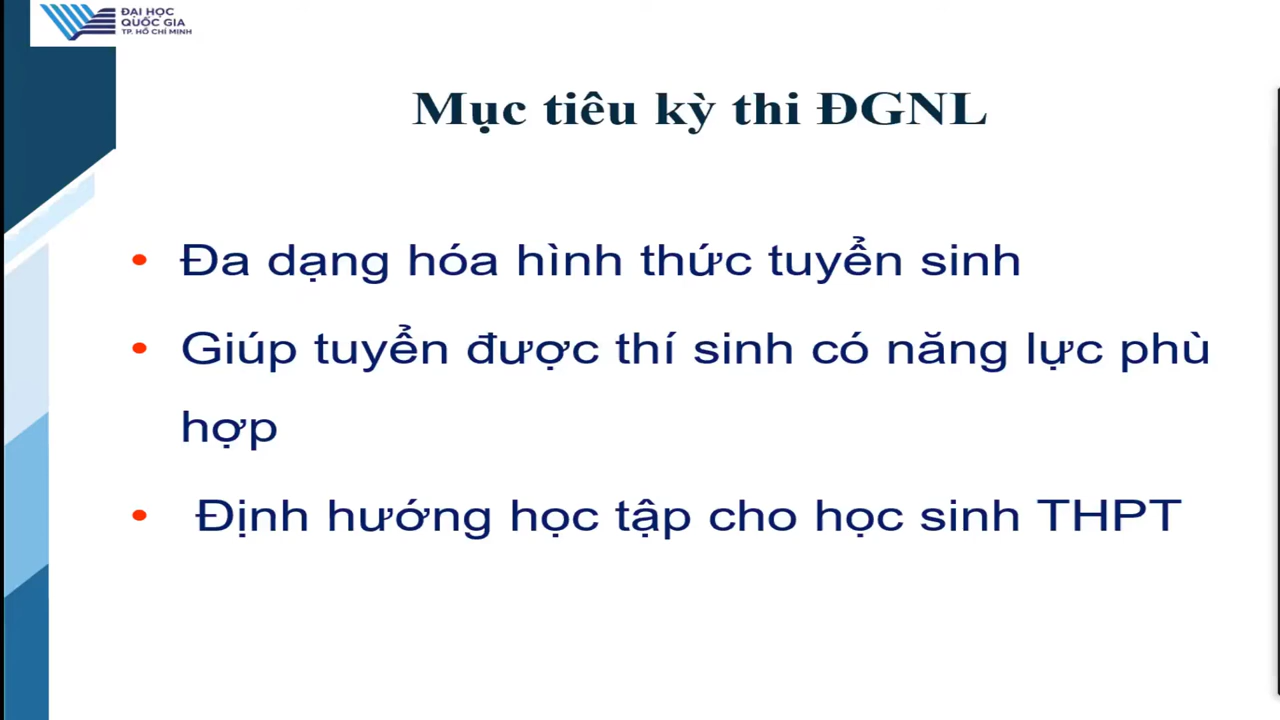 ĐẠI HỌC
QUỐC GIA
TP. HỒ CHÍ MINH
Mục tiêu kỳ thi ĐGNL
• Đa dạng hóa hình thức tuyển sinh
• Giúp tuyển được thí sinh có năng lực phù
hợp
• Định hướng học tập cho học sinh THPT